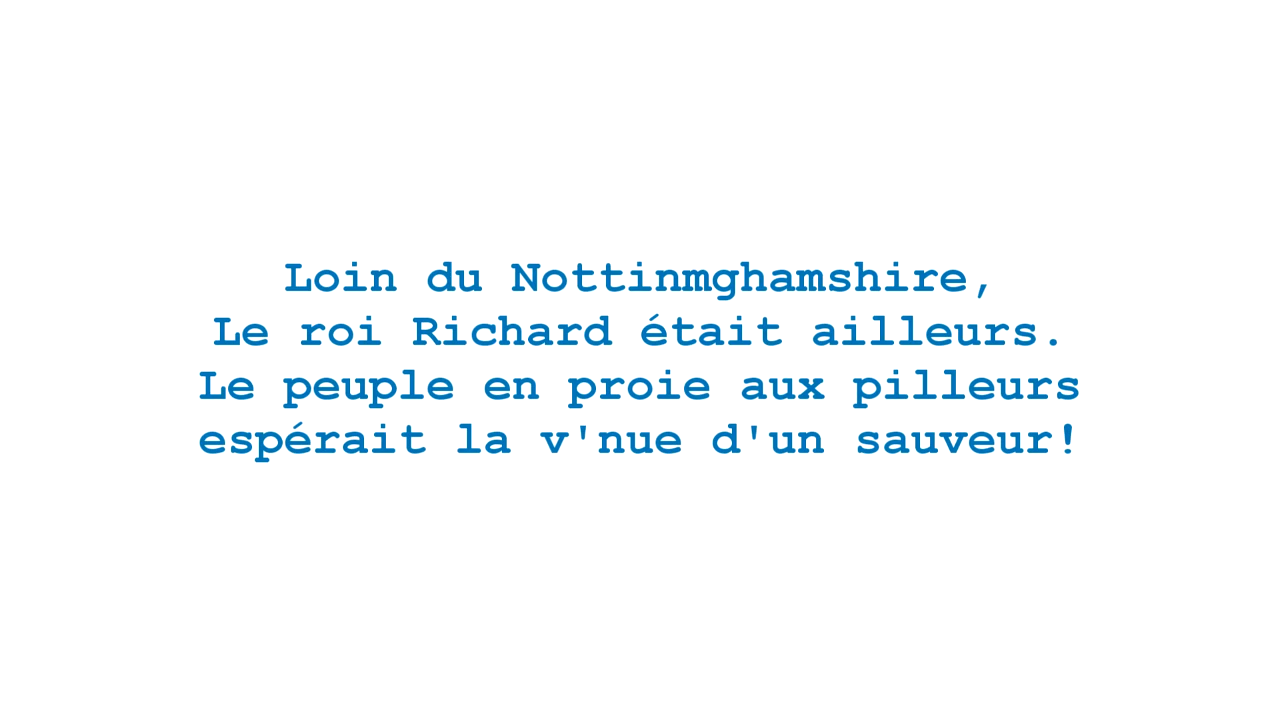 Loin du Nottinmghamshire,
Le roi Richard était ailleurs.
Le peuple en proie aux pilleurs
espérait la v'nue d'un sauveur!